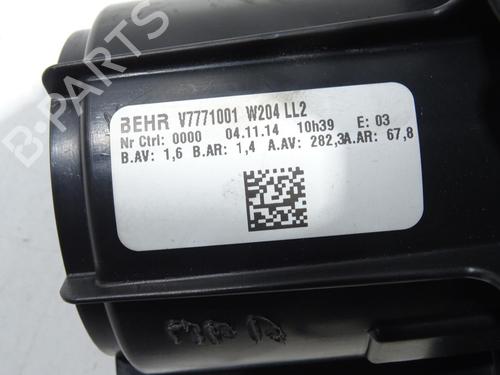 BEHR V7771001 W204 LL2
Nr Ctrl: 0000 04.11.14 10h39 E: 03
B.AV: 1,6 B.AR: 1,4 A.AV: 282,3A.AR: 67,8